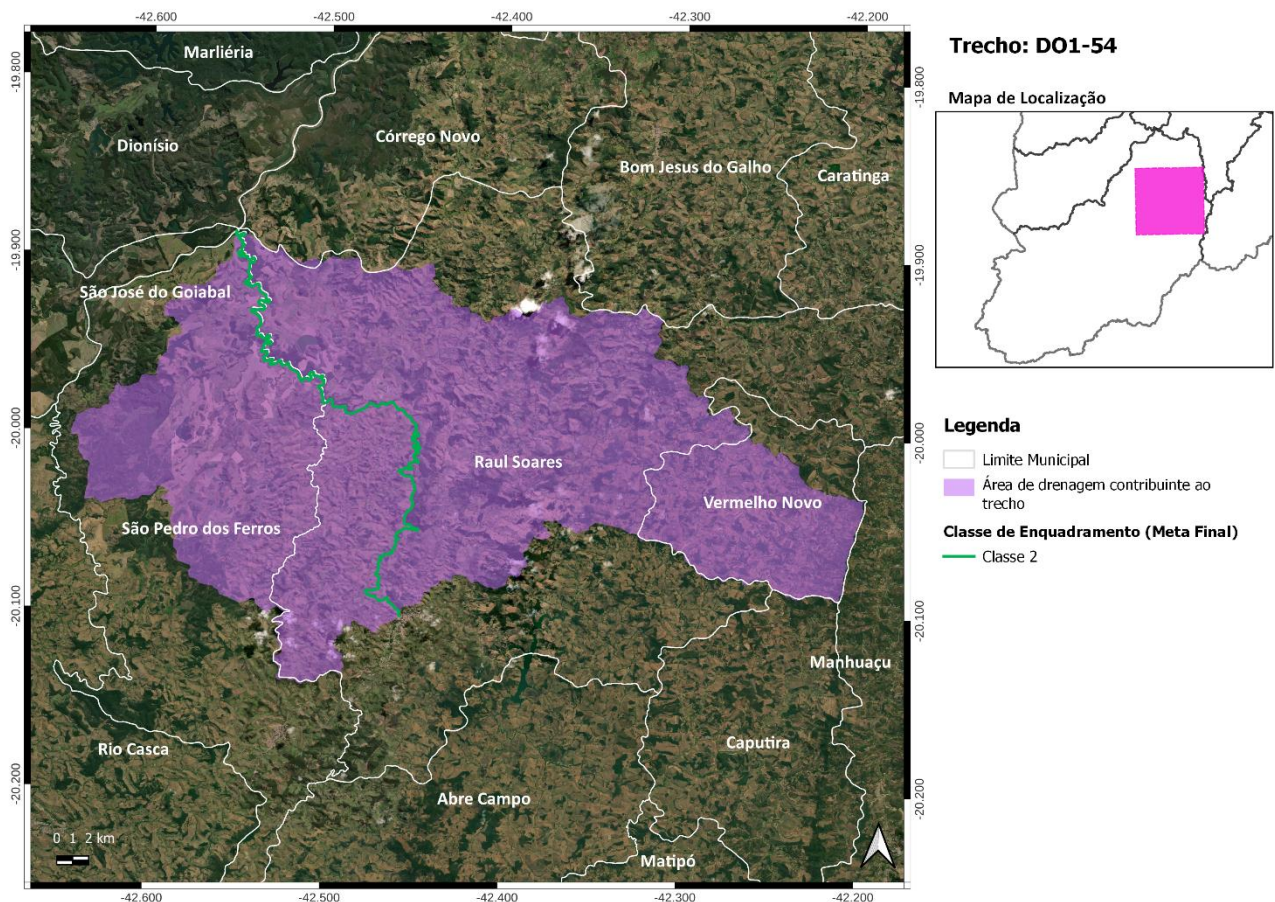 -42.600
-42.500
-42.400
-42.300
-42.200
Trecho: DO1-54
Mapa de Localização
-19.800
-19.800
Marliéria
Dionísio
Córrego Novo
Bom Jesus do Galho
Caratinga
-19.900
-19.900
São José do Goiabal
-20.000
-20.000
Raul Soares
Vermelho Novo
São Pedro dos Ferros
Legenda
Limite Municipal
Área de drenagem contribuinte ao
trecho
Classe de Enquadramento (Meta Final)
Classe 2
-20.100
-20.100
Manhuaçu
Rio Casca
Caputira
-20.200
-20.200
Abre Campo
Matipó
0 1 2 km
-42.600
-42.500
-42.400
-42.300
-42.200